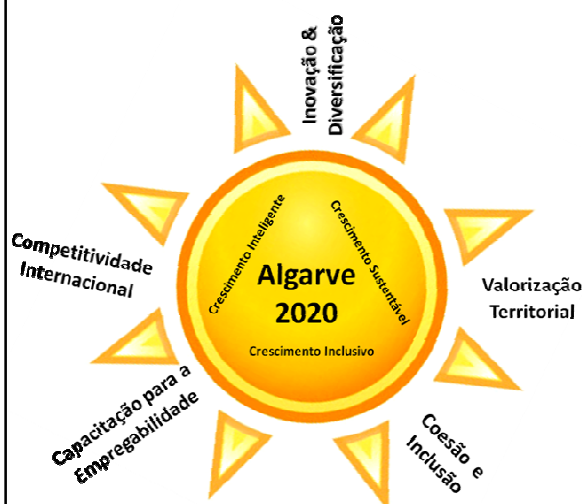 Inovação &
Diversificação
Crescimento Inteligente
Crescimento Sustentável
Competitividade
Internacional
Algarve
2020
Valorização
Territorial
Crescimento Inclusivo
Capacitação para a
Empregabilidade
Coesão e
Inclusão